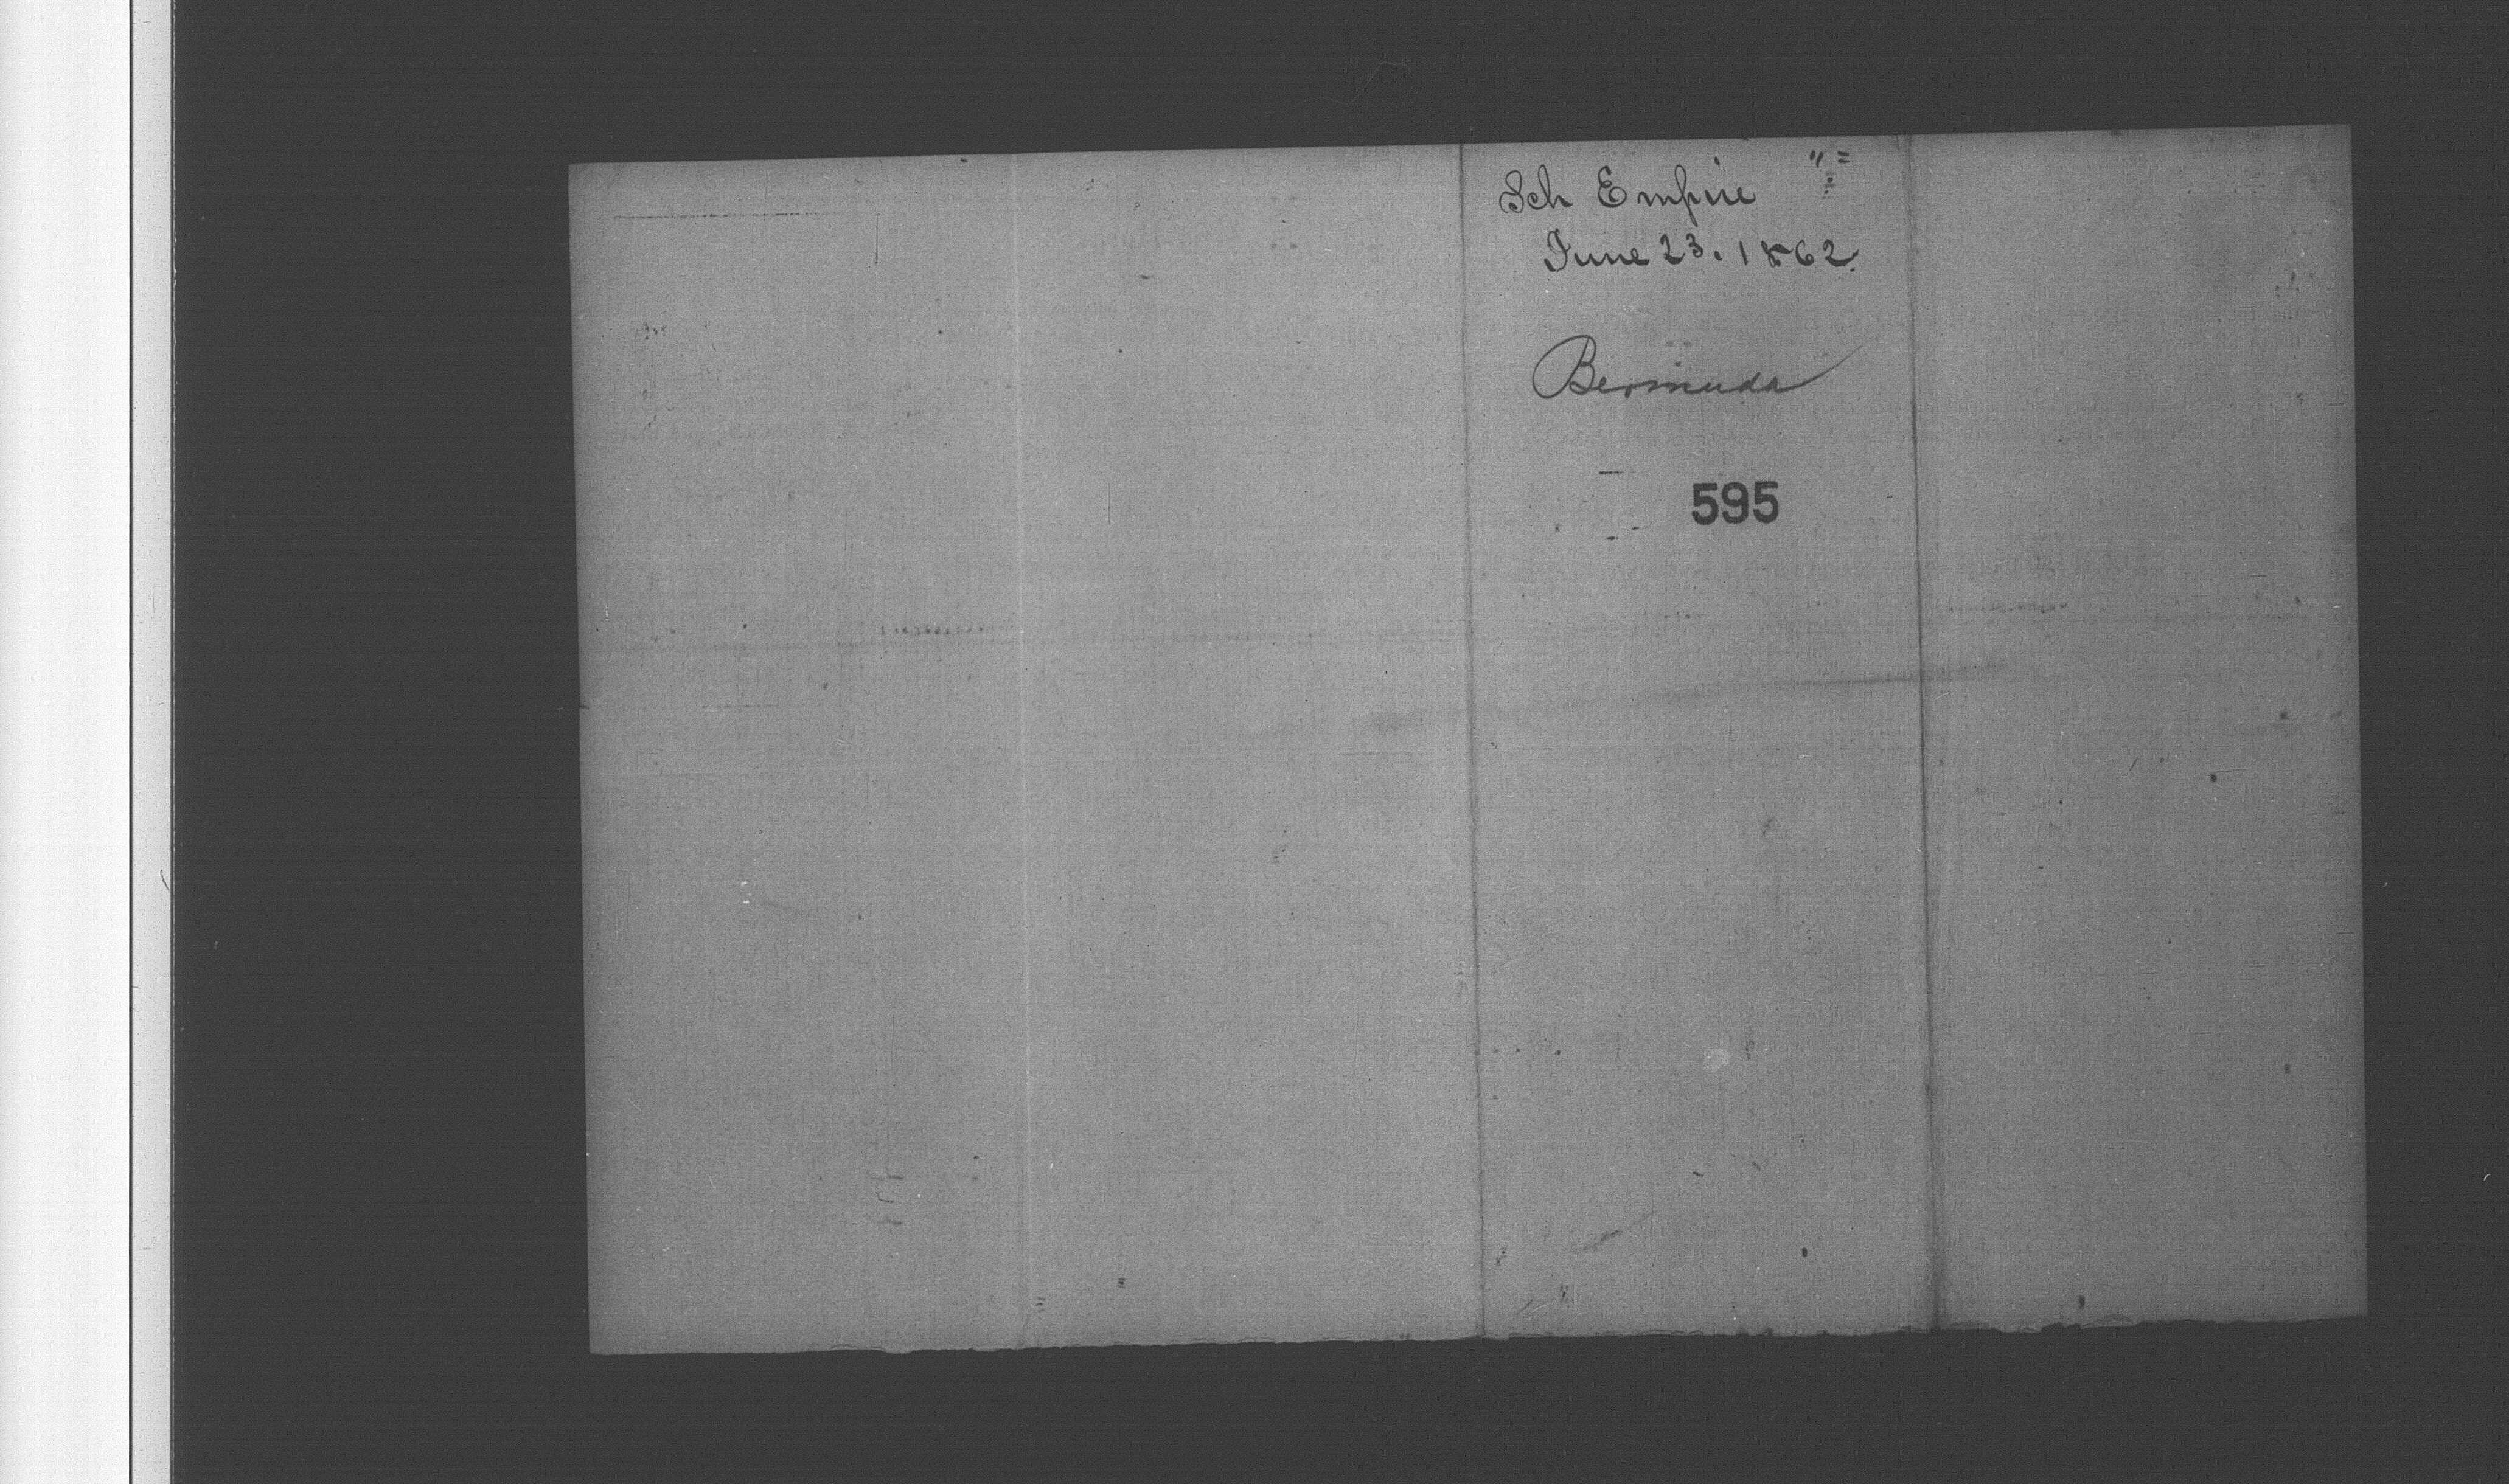 Sch Empire
June 23. 1862.
Bermuda
595